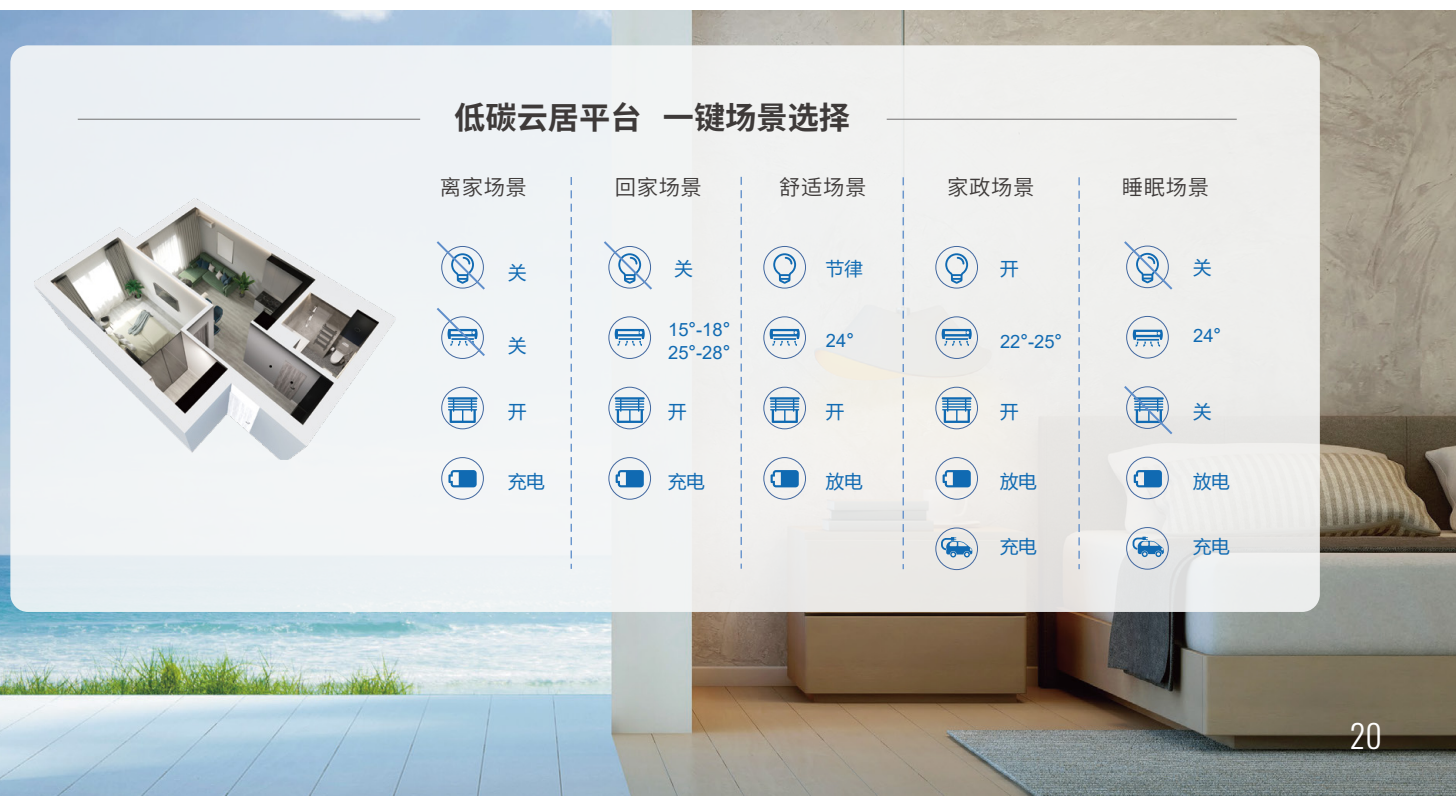 低碳云居平台 一键场景选择
离家场景
关
关
开
充电
回家场景
关
15°-18°
25°-28°
开
充电
舒适场景
节律
24°
开
放电
家政场景
开
22°-25°
开
放电
充电
睡眠场景
关
24°
关
放电
充电
20